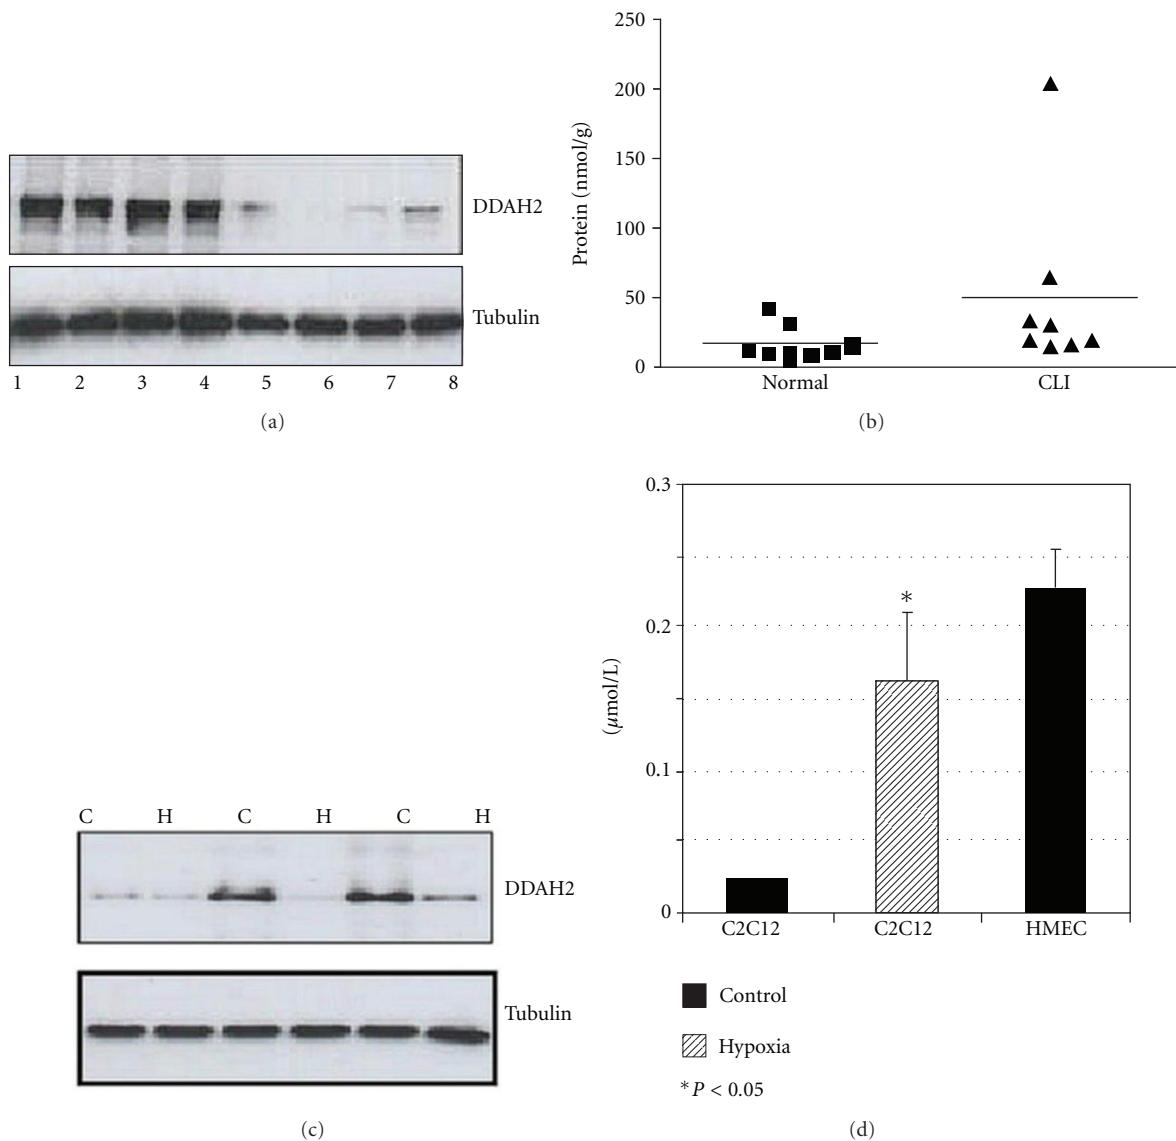 DDAH2
Tubulin
1 2 3 4 5 6 7 8
(a)
250
200
150
100
50
0
Protein (nmol/g)
Normal CLI
(b)
C H C H C H
DDAH2
Tubulin
(c)
0.3
0.2
0.1
0
(μmol/L)
*
C2C12 C2C12 HMEC
Control
Hypoxia
*P < 0.05
(d)